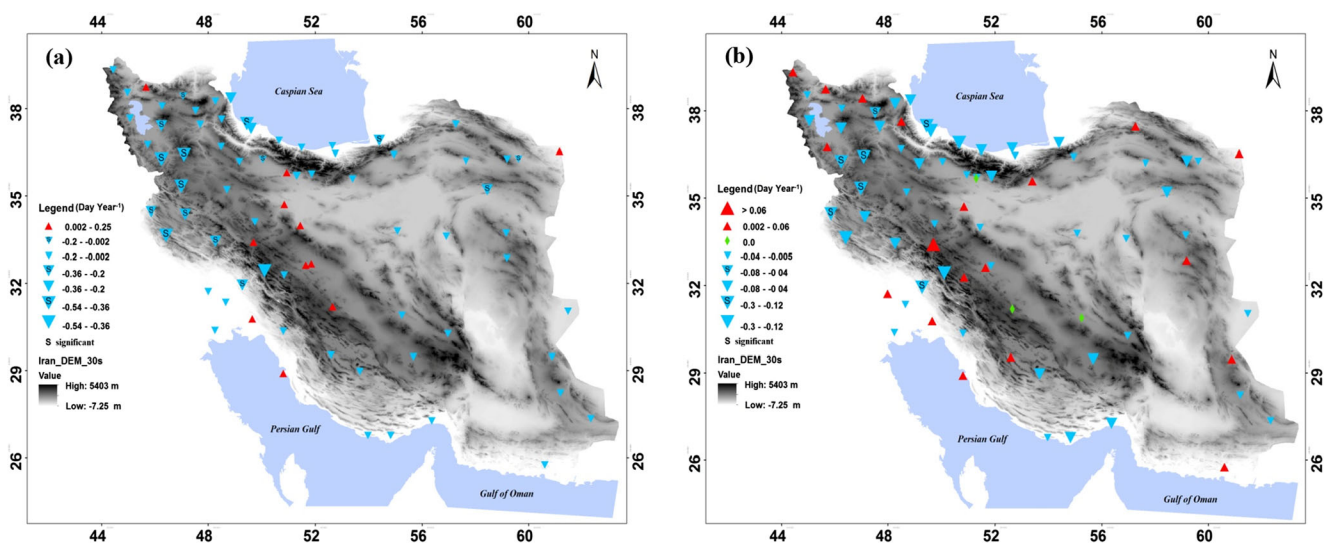 44 48 52 56 60
(a)
N
Caspian Sea
38
35
32
29
26
38
35
32
29
26
Legend (Day Year-1)
0.002 - 0.25
-0.2 - -0.002
S -0.2 - -0.002
S -0.36 - -0.2
-0.36 - -0.2
S -0.54 - -0.36
-0.54 - -0.36
S significant
Iran_DEM_30s
Value
High: 5403 m
Low: -7.25 m
Persian Gulf
Gulf of Oman
44 48 52 56 60
44 48 52 56 60
(b)
N
Caspian Sea
38
35
32
29
26
38
35
32
29
26
Legend (Day Year-1)
> 0.06
0.002 - 0.06
0.0
-0.04 - -0.005
S -0.08 - -0 04
-0.08 - -0 04
S -0.3 - -0.12
-0.3 - -0.12
S significant
Iran_DEM_30s
Value
High: 5403 m
Low: -7.25 m
Persian Gulf
Gulf of Oman
44 48 52 56 60